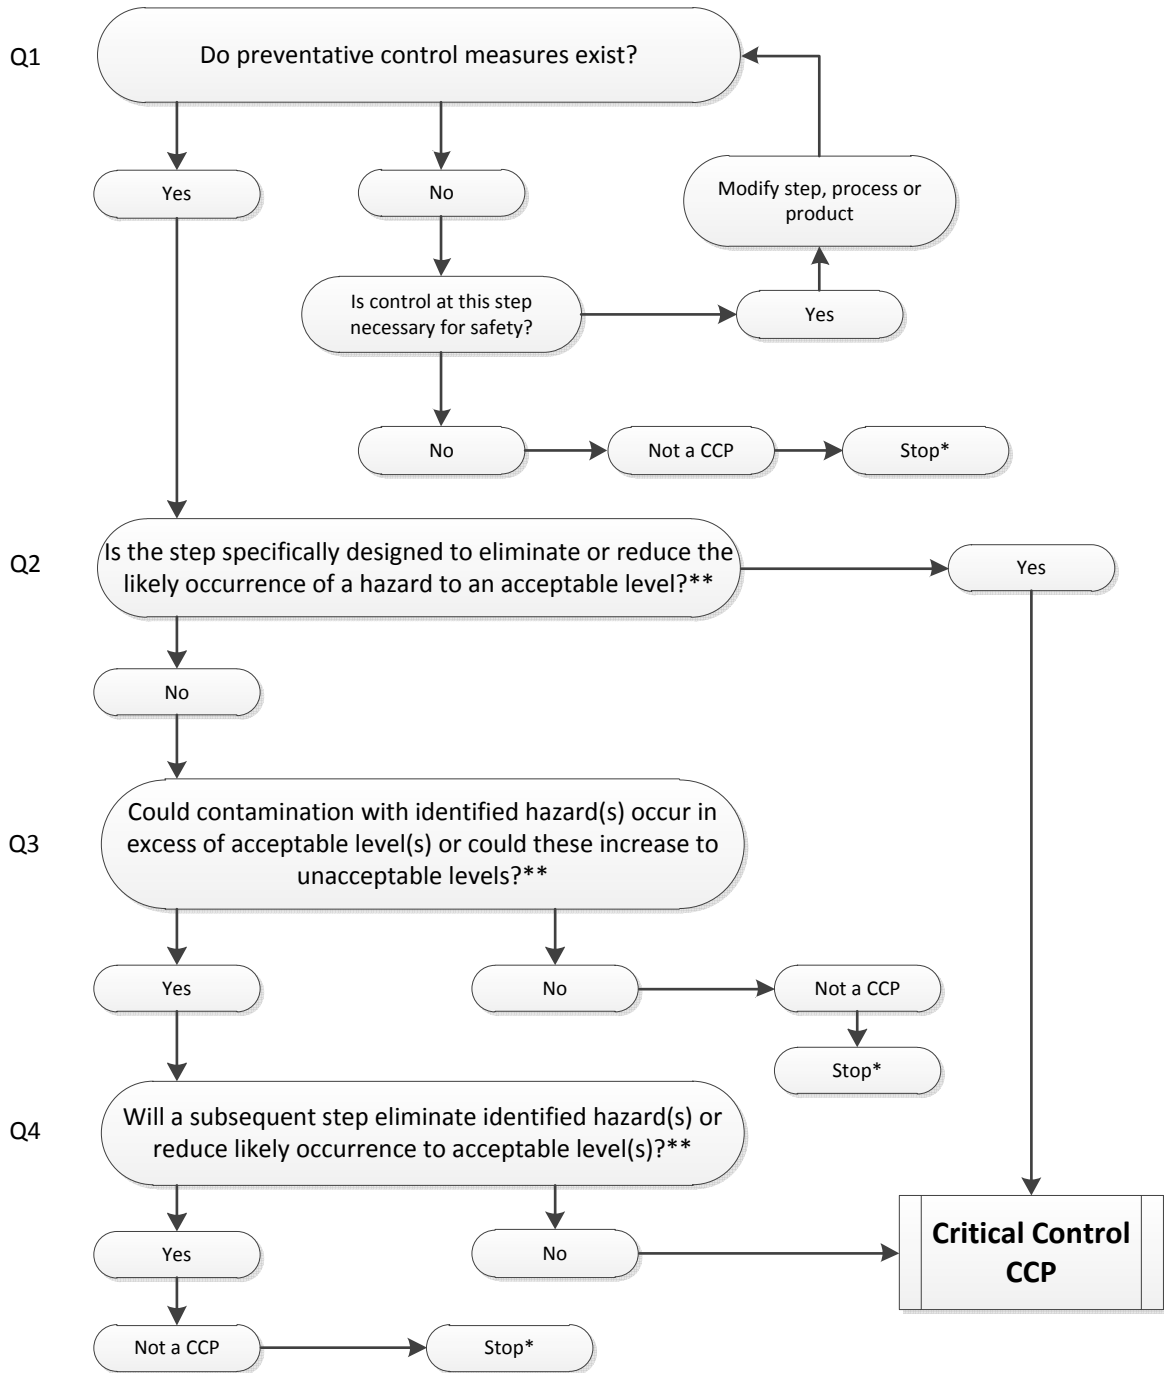 Q1
Do preventative control measures exist?
Yes
No
Modify step, process or
product
Is control at this step
necessary for safety?
Yes
No
Not a CCP
Stop*
Q2
Is the step specifically designed to eliminate or reduce the
likely occurrence of a hazard to an acceptable level?**
Yes
No
Q3
Could contamination with identified hazard(s) occur in
excess of acceptable level(s) or could these increase to
unacceptable levels?**
Yes
No
Not a CCP
Stop*
Q4
Will a subsequent step eliminate identified hazard(s) or
reduce likely occurrence to acceptable level(s)?**
Yes
No
Critical Control
CCP
Not a CCP
Stop*